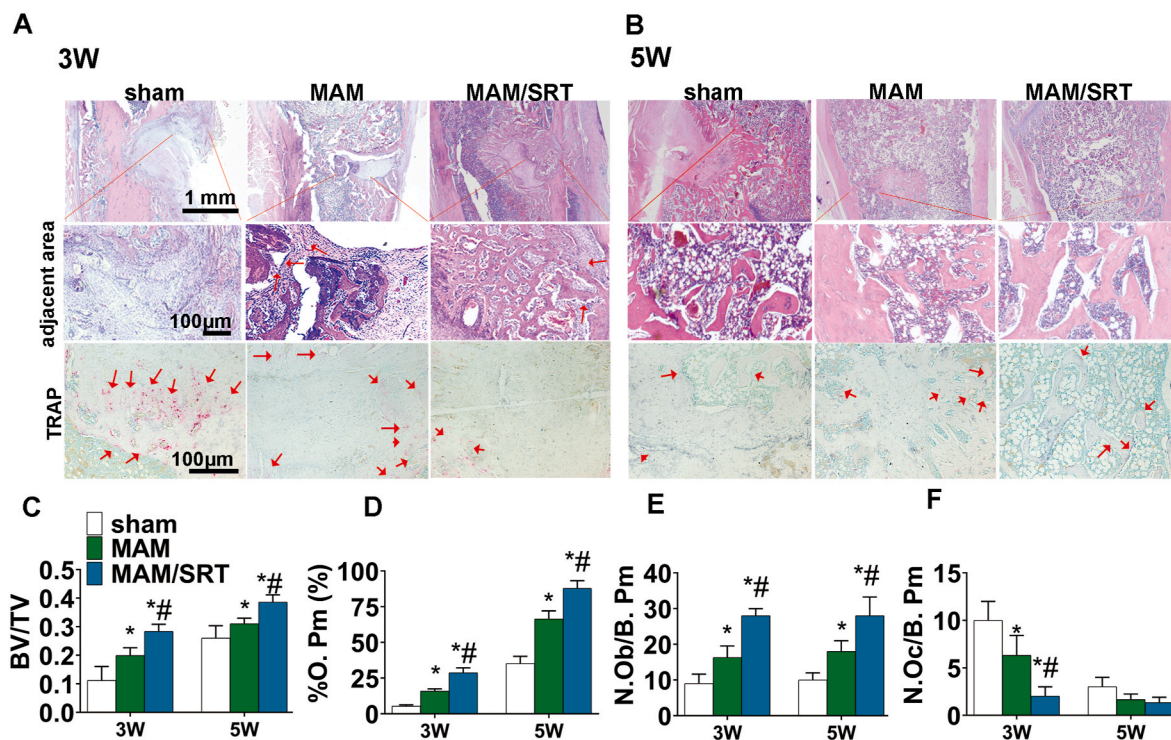 A
3W
sham MAM MAM/SRT
1 mm
adjacent area
100μm
TRAP
100μm
B
5W
sham MAM MAM/SRT
C
sham
MAM
MAM/SRT
BV/TV
0.5
0.4
0.3
0.2
0.1
0.0
* *# * *#
3W 5W
D
%O. Pm (%)
100
75
50
25
0
* *# * *#
3W 5W
E
N.Ob/B. Pm
40
30
20
10
0
* *# * *#
3W 5W
F
N.Oc/B. Pm
15
10
5
0
* *#
3W 5W